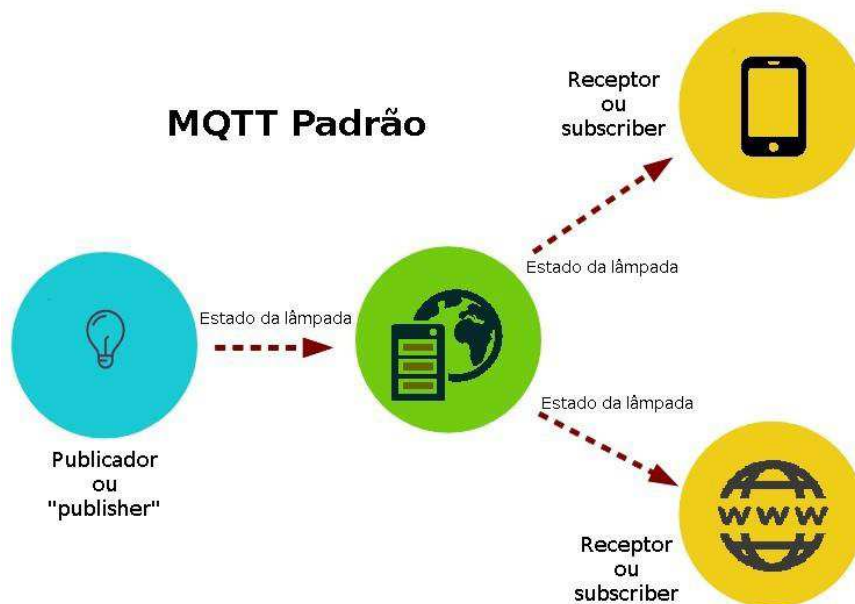 MQTT Padrão
Receptor
ou
subscriber
Estado da lâmpada
Estado da lâmpada
Estado da lâmpada
Publicador
ou
"publisher"
www
Receptor
ou
subscriber